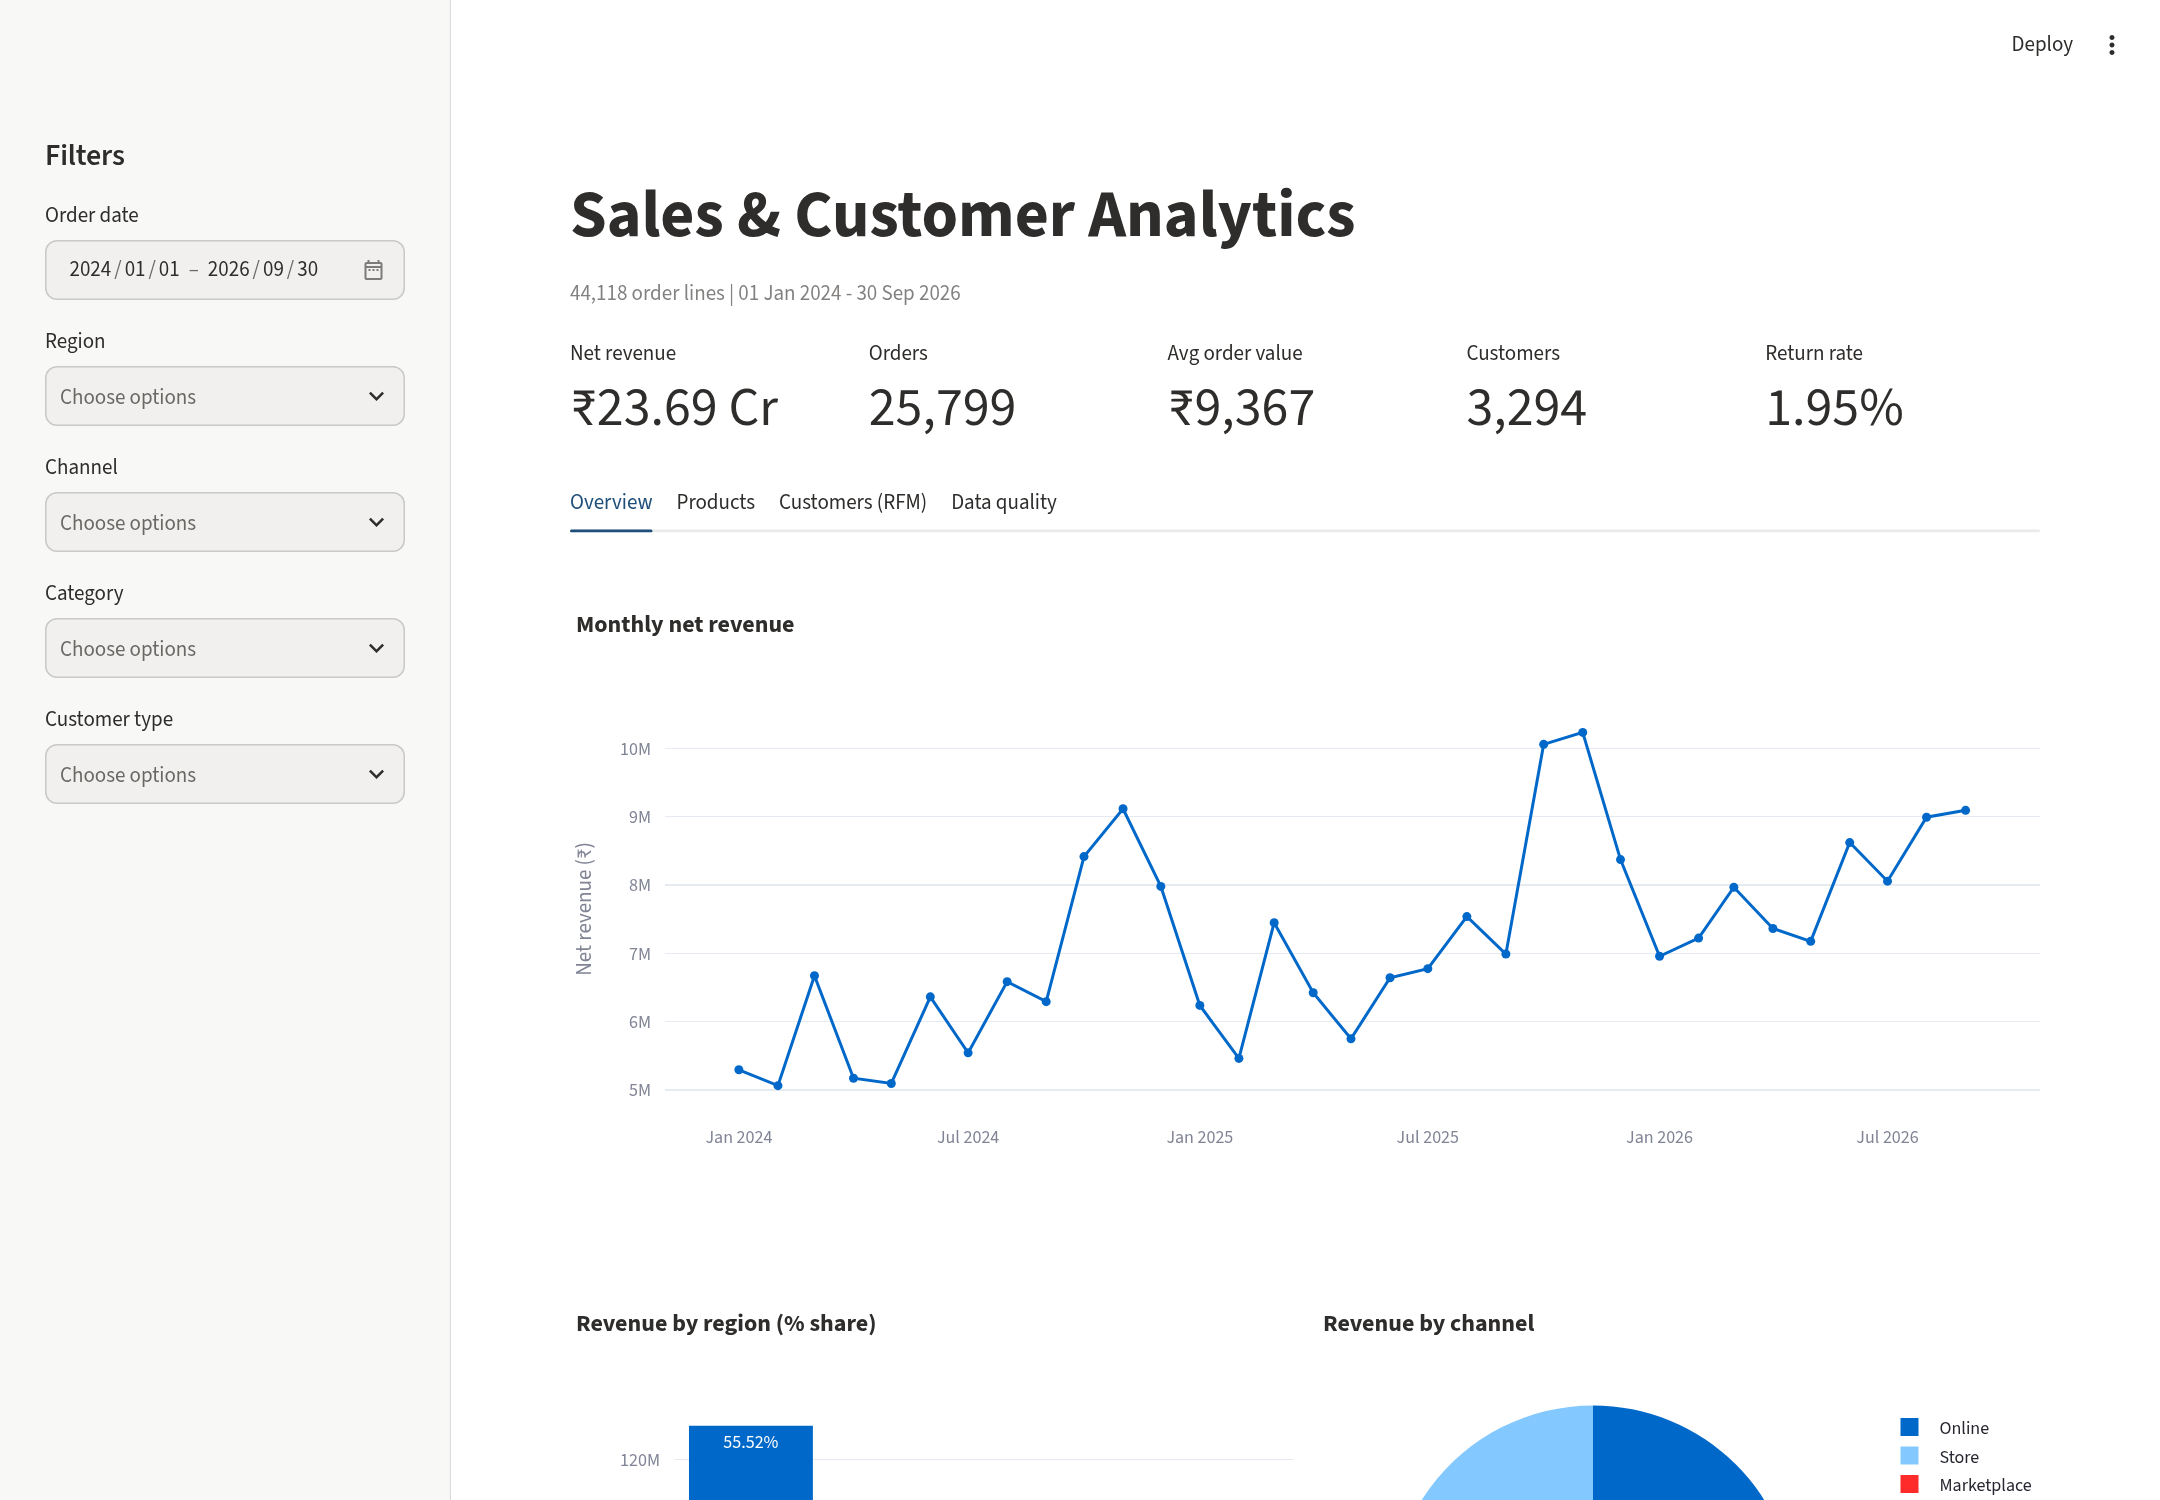 Deploy
Filters
Order date
2024/01/01 – 2026/09/30
Region
Choose options
Channel
Choose options
Category
Choose options
Customer type
Choose options
Sales & Customer Analytics
44,118 order lines | 01 Jan 2024 - 30 Sep 2026
Net revenue
₹23.69 Cr
Orders
25,799
Avg order value
₹9,367
Customers
3,294
Return rate
1.95%
Overview Products Customers (RFM) Data quality
Monthly net revenue
Net revenue (₹)
10M
9M
8M
7M
6M
5M
Jan 2024 Jul 2024 Jan 2025 Jul 2025 Jan 2026 Jul 2026
Revenue by region (% share)
120M
55.52%
Revenue by channel
Online
Store
Marketplace